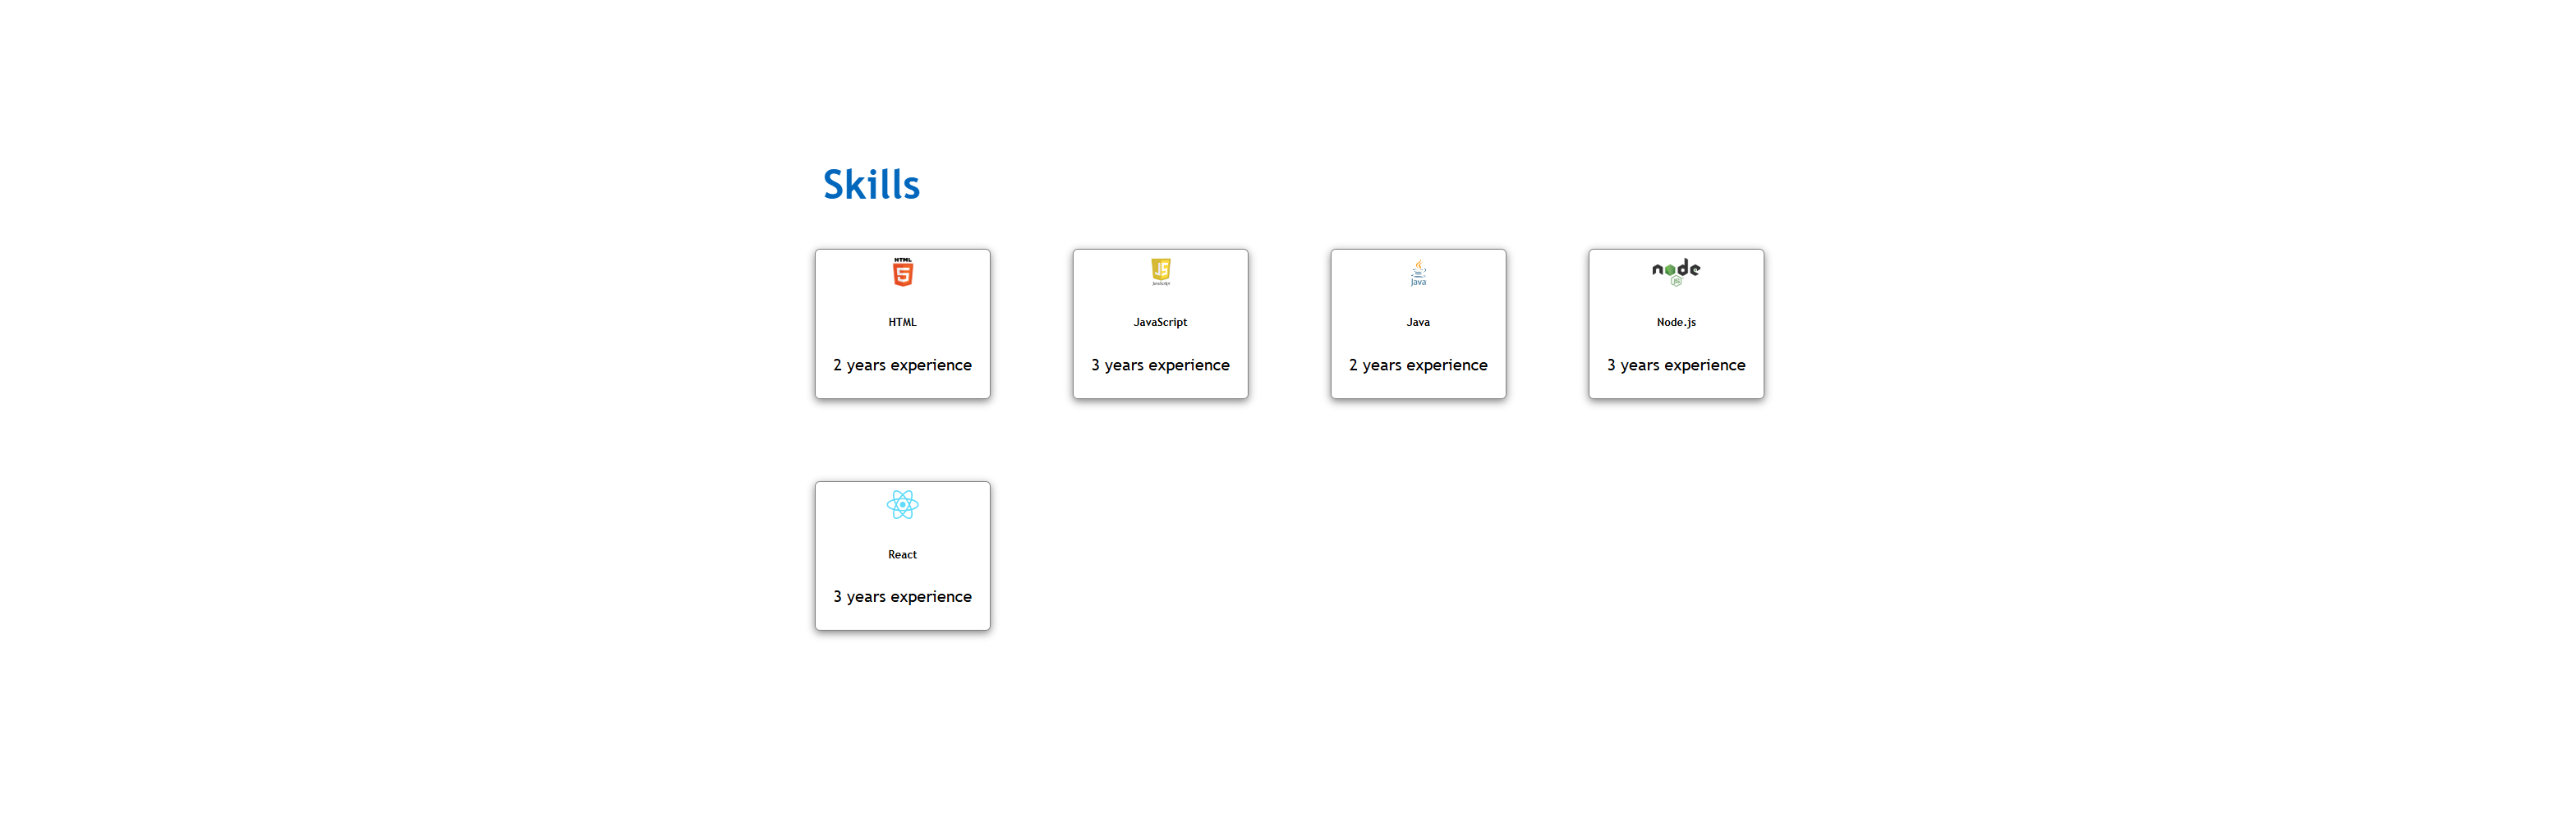 Skills
HTML
5
HTML
2 years experience
JS
JavaScript
JavaScript
3 years experience
Java
Java
2 years experience
node
JS
Node.js
3 years experience
React
3 years experience